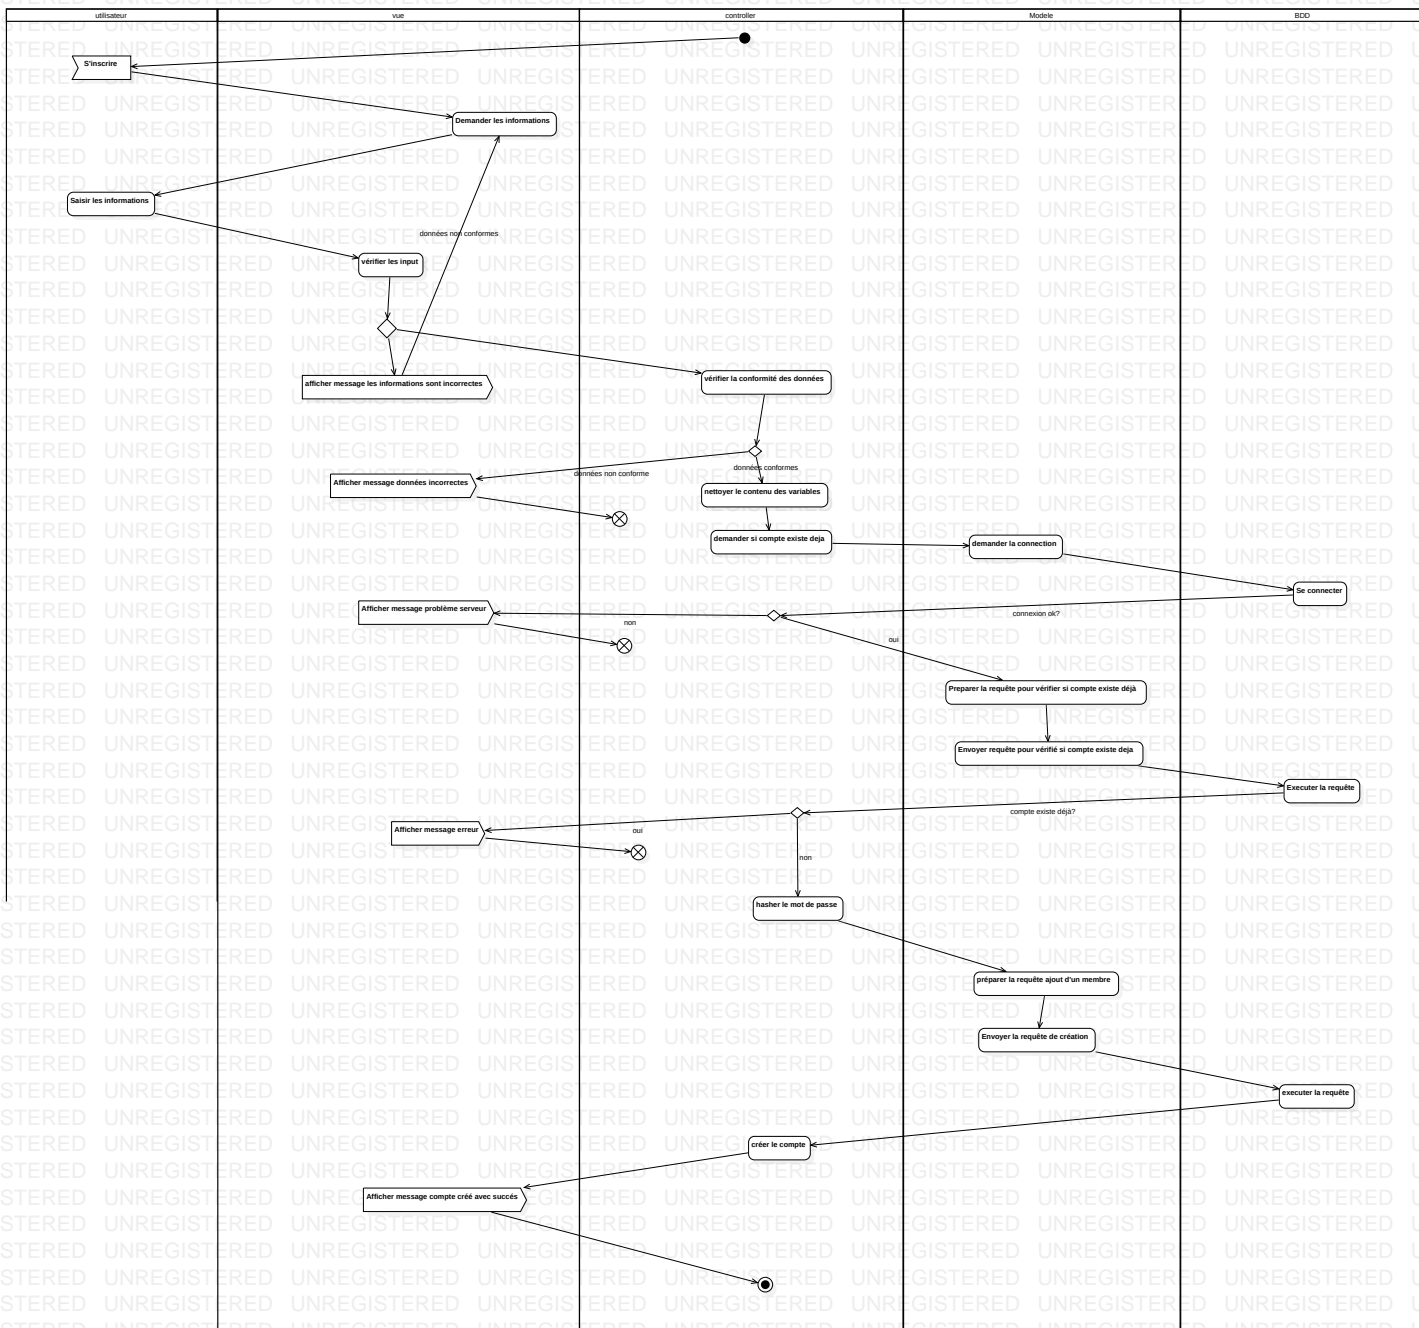 utilisateur
vue
controller
Modele
BDD
S'inscrire
Demander les informations
Saisir les informations
données non conformes
vérifier les input
afficher message les informations sont incorrectes
vérifier la conformité des données
données non conforme
données conformes
Afficher message données incorrectes
nettoyer le contenu des variables
demander si compte existe deja
demander la connection
Se connecter
Afficher message problème serveur
connexion ok?
non
oui
Preparer la requête pour vérifier si compte existe déjà
Envoyer requête pour vérifié si compte existe deja
Executer la requête
compte existe déjà?
Afficher message erreur
oui
non
hasher le mot de passe
préparer la requête ajout d'un membre
Envoyer la requête de création
executer la requête
créer le compte
Afficher message compte créé avec succés
UNREGISTERED